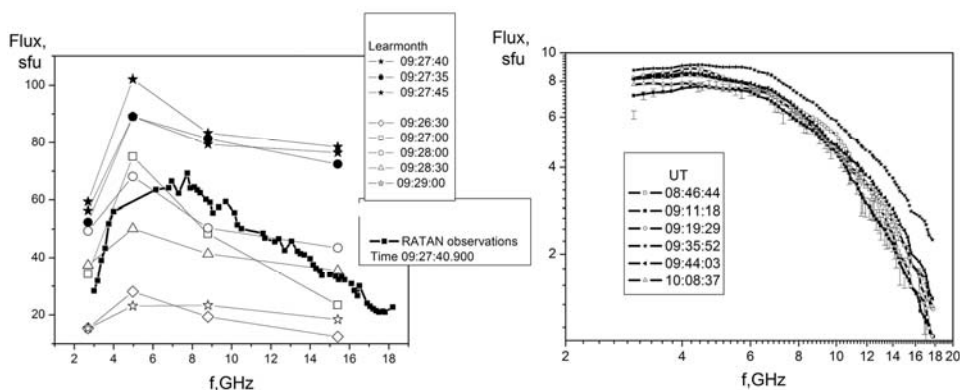 Flux,
sfu
100
80
60
40
20
2 4 6 8 10 12 14 16 18
f,GHz
Learmonth
09:27:40
09:27:35
09:27:45
09:26:30
09:27:00
09:28:00
09:28:30
09:29:00
RATAN observations
Time 09:27:40.900
Flux,
sfu
10
8
6
4
2
2 4 6 8 10 12 14 16 18 20
f,GHz
UT
08:46:44
09:11:18
09:19:29
09:35:52
09:44:03
10:08:37